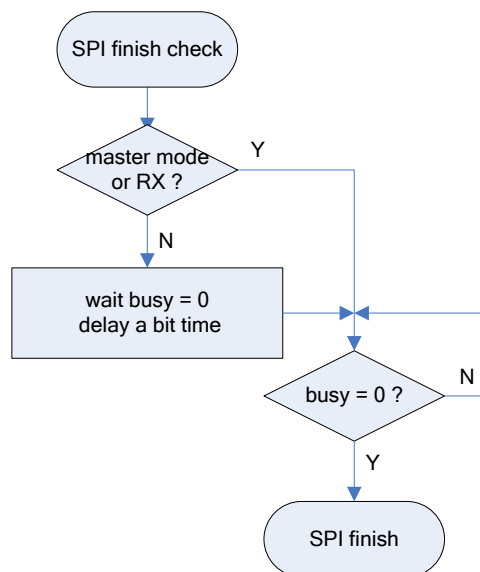 SPI finish check
master mode
or RX ?
Y
N
wait busy = 0
delay a bit time
busy = 0 ?
N
Y
SPI finish